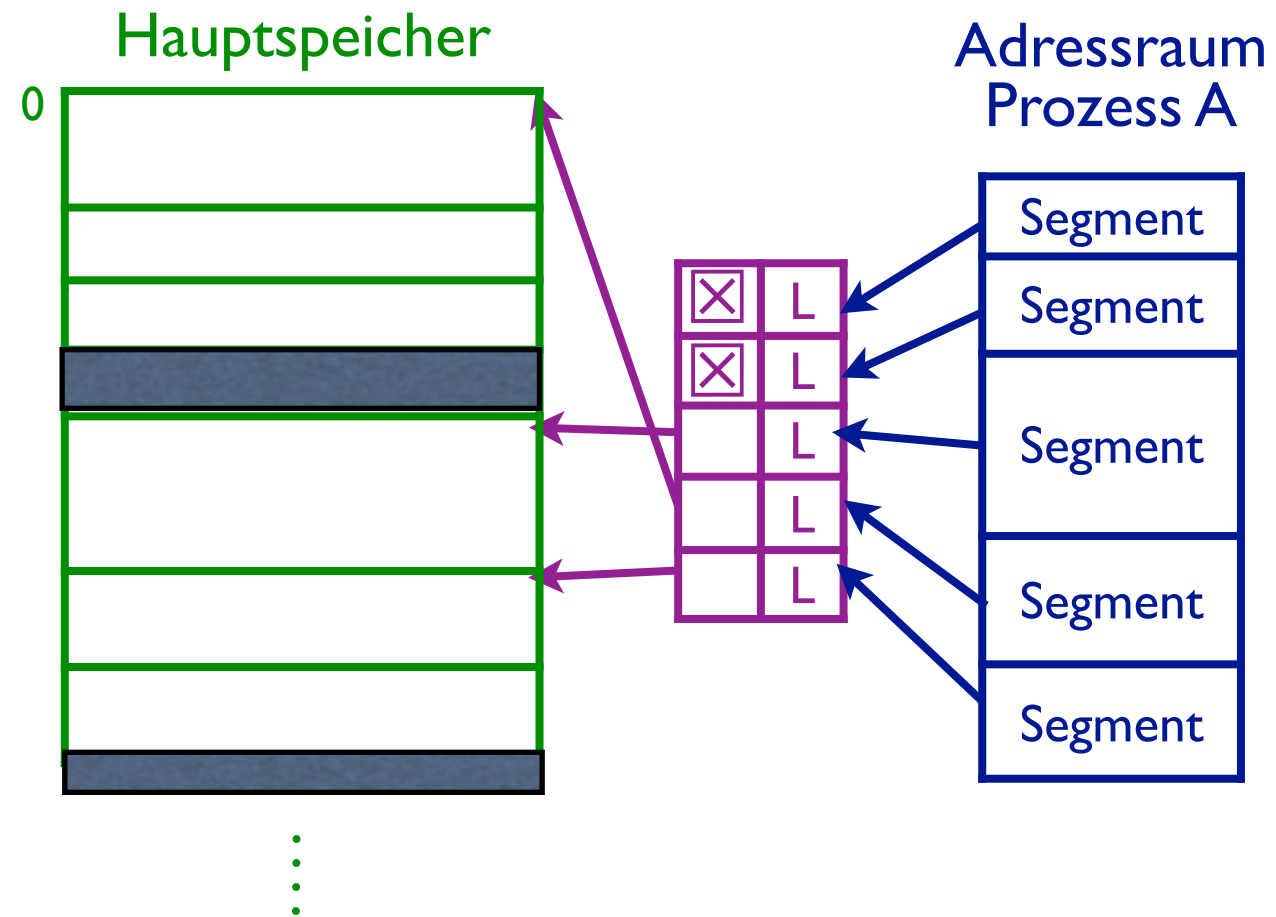 Hauptspeicher
0
Adressraum
Prozess A
L
L
L
L
L
Segment
Segment
Segment
Segment
Segment